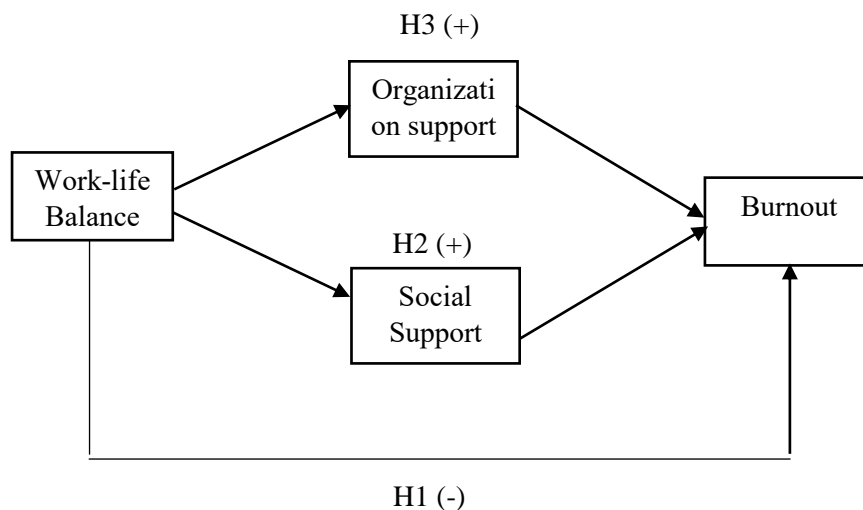 H3 (+)
Organizati
on support
Work-life
Balance
Burnout
H2 (+)
Social
Support
H1 (-)